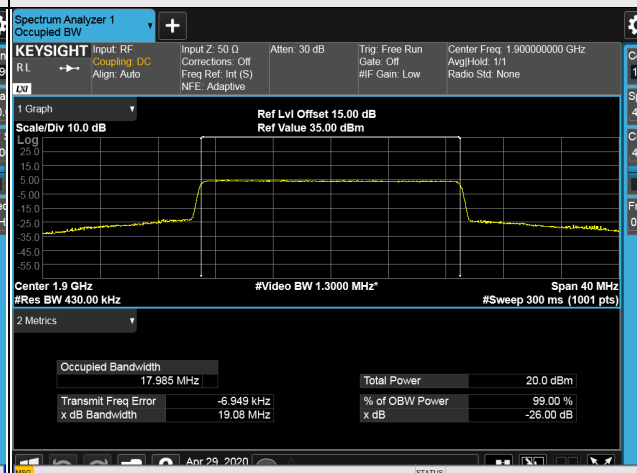 Spectrum Analyzer 1
Occupied BW
KEYSIGHT
RL
LXI
Input: RF
Coupling: DC
Align: Auto
Input Z: 50 Ω
Corrections: Off
Freq Ref: Int (S)
NFE: Adaptive
Atten: 30 dB
Trig: Free Run
Gate: Off
#IF Gain: Low
Center Freq: 1.900000000 GHz
Avg|Hold: 1/1
Radio Std: None
1 Graph
Scale/Div 10.0 dB
Ref Lvl Offset 15.00 dB
Ref Value 35.00 dBm
Log
25.0
15.0
5.00
-5.00
-15.0
-25.0
-35.0
-45.0
-55.0
Center 1.9 GHz
#Res BW 430.00 kHz
#Video BW 1.3000 MHz*
Span 40 MHz
#Sweep 300 ms (1001 pts)
2 Metrics
Occupied Bandwidth
17.985 MHz
Transmit Freq Error -6.949 kHz
x dB Bandwidth 19.08 MHz
Total Power 20.0 dBm
% of OBW Power 99.00 %
x dB -26.00 dB
Apr 29, 2020
MSG
STATUS